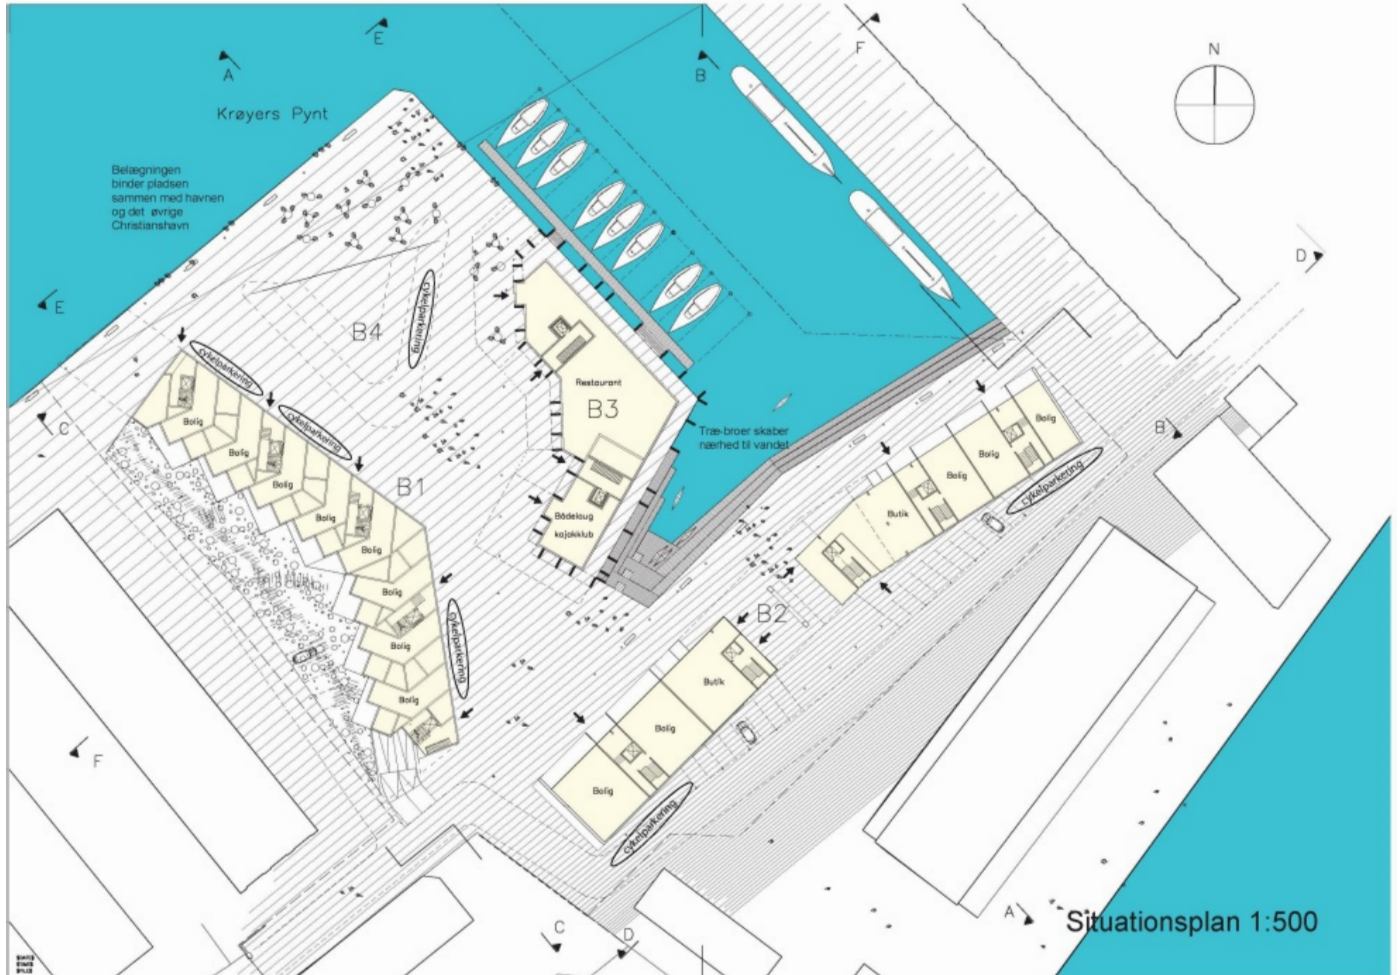 E
F
A
B
N
Krøyers Pynt
Belægningen
binder pladsen
sammen med havnen
og det øvrige
Christianshavn
D
E
B4
cykelparkering
cykelparkering
Restaurant
B3
C
Bolig
cykelparkering
Træ-broer skaber
nærhed til vandet
Bolig
B
Bolig
Bolig
Bolig
cykelparkering
Bolig
B1
Butik
Bolig
Bådelaug
kajakklub
Bolig
Bolig
B2
cykelparkering
Bolig
Butik
Bolig
Bolig
F
Bolig
cykelparkering
A
Situationsplan 1:500
C
D